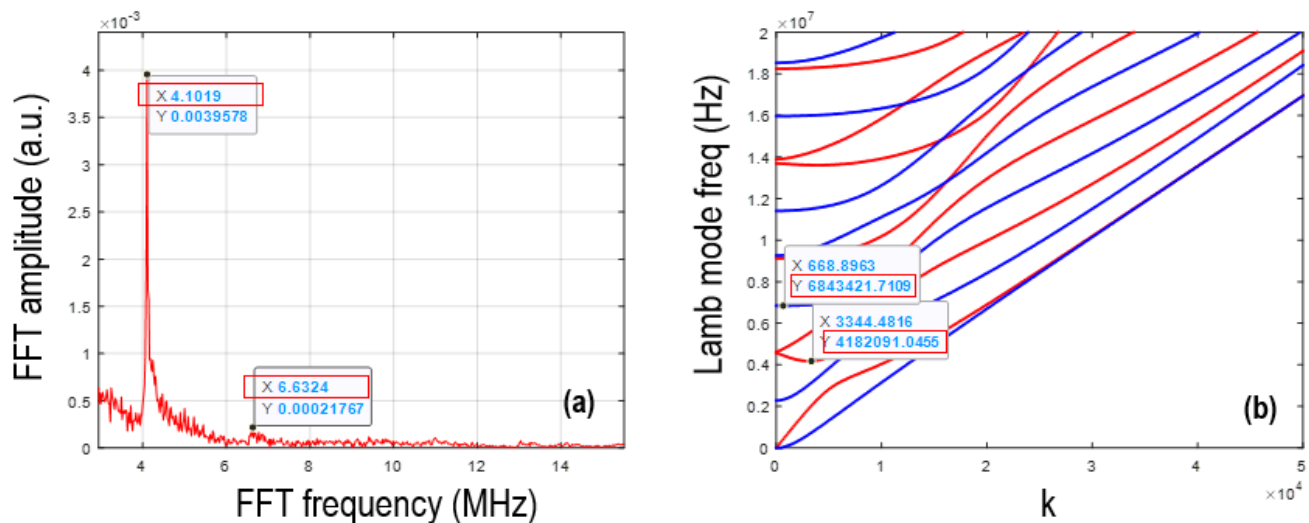 ×10⁻³
4
3.5
3
2.5
2
1.5
1
0.5
0
FFT amplitude (a.u.)
X 4.1019
Y 0.0039578
X 6.6324
Y 0.00021767
(a)
4
6
8
10
12
14
FFT frequency (MHz)
×10⁷
2
1.8
1.6
1.4
1.2
1
0.8
0.6
0.4
0.2
0
Lamb mode freq (Hz)
X 668.8963
Y 6843421.7109
X 3344.4816
Y 4182091.0455
(b)
0
1
2
3
4
5
×10⁴
k